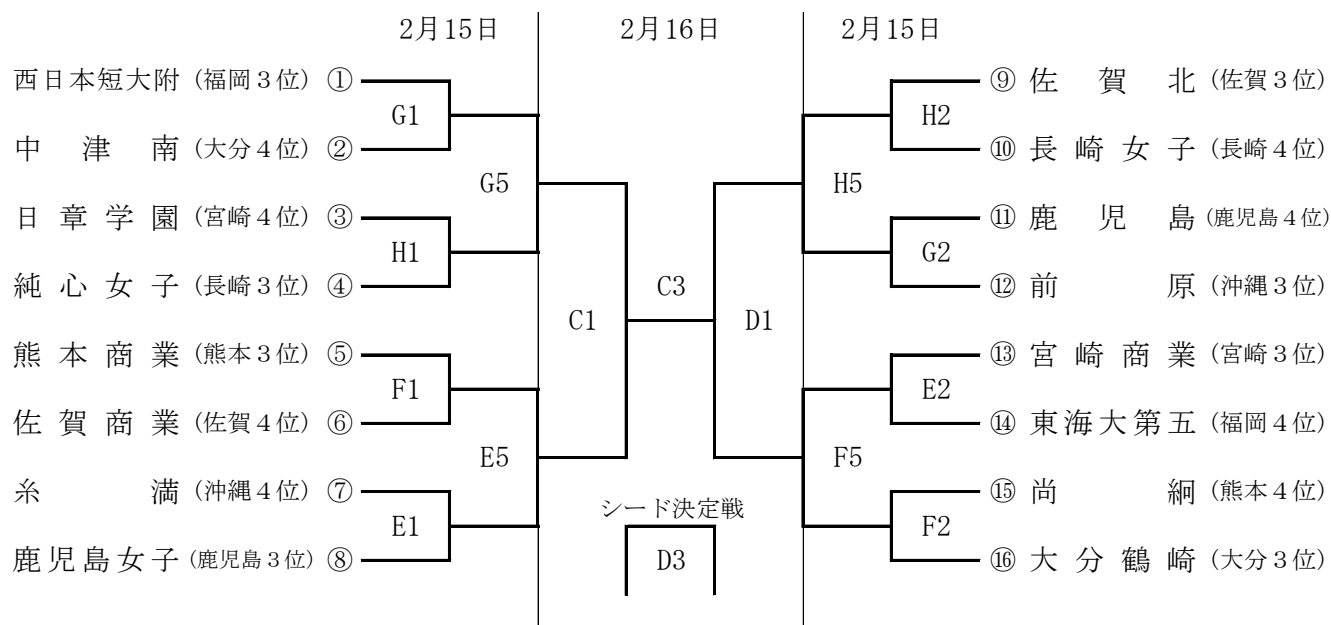 2月15日 2月16日 2月15日
西日本短大附 (福岡3位) ①
中津南 (大分4位) ②
日章学園 (宮崎4位) ③
純心女子 (長崎3位) ④
熊本商業 (熊本3位) ⑤
佐賀商業 (佐賀4位) ⑥
糸満 (沖縄4位) ⑦
鹿児島女子 (鹿児島3位) ⑧
G1
H1
F1
E1
G5
E5
C1
C3
D1
シード決定戦
D3
H5
F5
H2
G2
E2
F2
⑨ 佐賀北 (佐賀3位)
⑩ 長崎女子 (長崎4位)
⑪ 鹿児島 (鹿児島4位)
⑫ 前原 (沖縄3位)
⑬ 宮崎商業 (宮崎3位)
⑭ 東海大第五 (福岡4位)
⑮ 尚絅 (熊本4位)
⑯ 大分鶴崎 (大分3位)